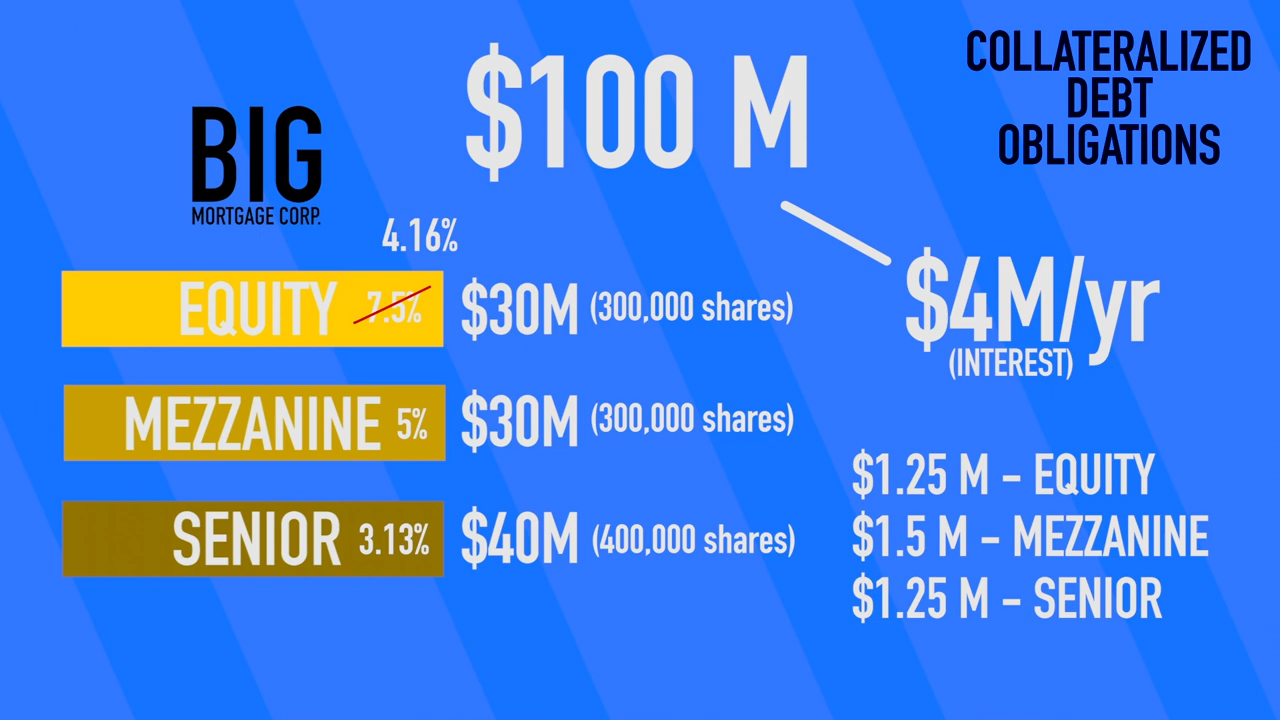 COLLATERALIZED
DEBT
OBLIGATIONS
$100 M
BIG
MORTGAGE CORP.
4.16%
EQUITY 7.5% $30M (300,000 shares)
MEZZANINE 5% $30M (300,000 shares)
SENIOR 3.13% $40M (400,000 shares)
$4M/yr
(INTEREST)
$1.25 M – EQUITY
$1.5 M – MEZZANINE
$1.25 M – SENIOR